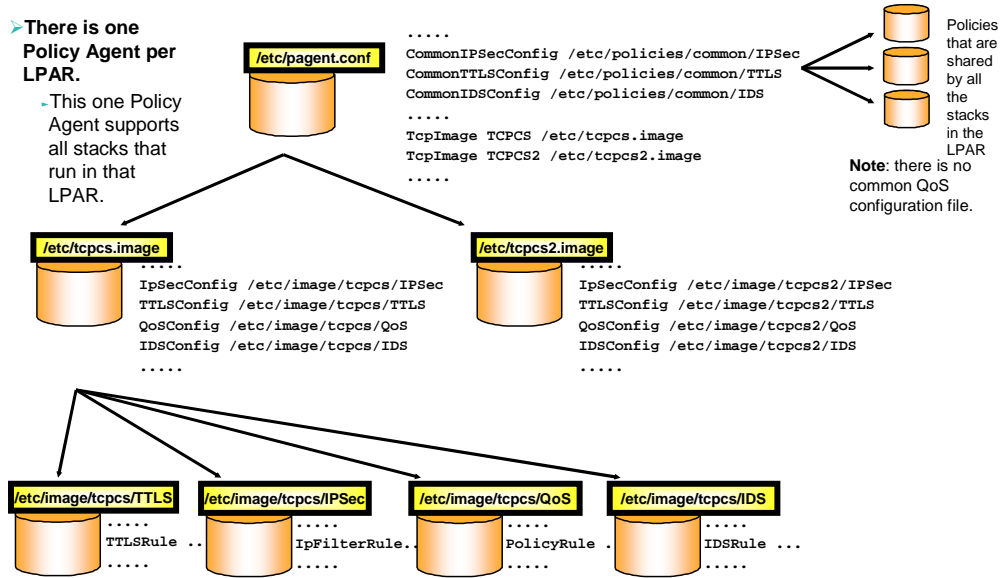 ➢There is one
Policy Agent per
LPAR.
-This one Policy
Agent supports
all stacks that
run in that
LPAR.
/etc/pagent.conf
.....
CommonIPSecConfig /etc/policies/common/IPSec
CommonTTLSConfig /etc/policies/common/TTLS
CommonIDSConfig /etc/policies/common/IDS
.....
TcpImage TCPCS /etc/tcpcs.image
TcpImage TCPCS2 /etc/tcpcs2.image
.....
Policies
that are
shared
by all
the
stacks
in the
LPAR
Note: there is no
common QoS
configuration file.
/etc/tcpcs.image
.....
IpSecConfig /etc/image/tcpcs/IPSec
TTLSConfig /etc/image/tcpcs/TTLS
QoSConfig /etc/image/tcpcs/QoS
IDSConfig /etc/image/tcpcs/IDS
.....
/etc/tcpcs2.image
.....
IpSecConfig /etc/image/tcpcs2/IPSec
TTLSConfig /etc/image/tcpcs2/TTLS
QoSConfig /etc/image/tcpcs2/QoS
IDSConfig /etc/image/tcpcs2/IDS
.....
/etc/image/tcpcs/TTLS
.....
TTLSRule ..
.....
/etc/image/tcpcs/IPSec
.....
IpFilterRule..
.....
/etc/image/tcpcs/QoS
.....
PolicyRule .
.....
/etc/image/tcpcs/IDS
.....
IDSRule ...
.....